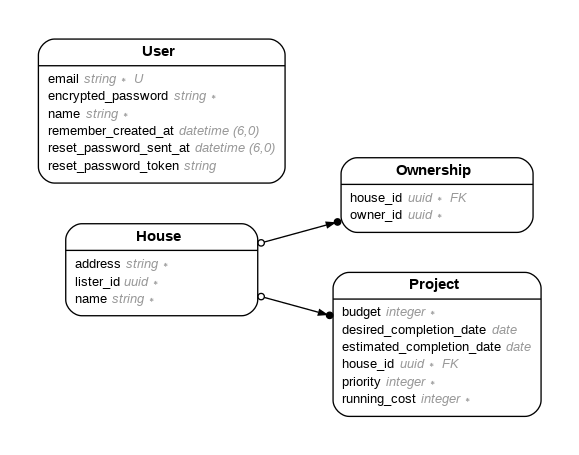 User
email string * U
encrypted_password string *
name string *
remember_created_at datetime (6,0)
reset_password_sent_at datetime (6,0)
reset_password_token string
Ownership
house_id uuid * FK
owner_id uuid *
House
address string *
lister_id uuid *
name string *
Project
budget integer *
desired_completion_date date
estimated_completion_date date
house_id uuid * FK
priority integer *
running_cost integer *